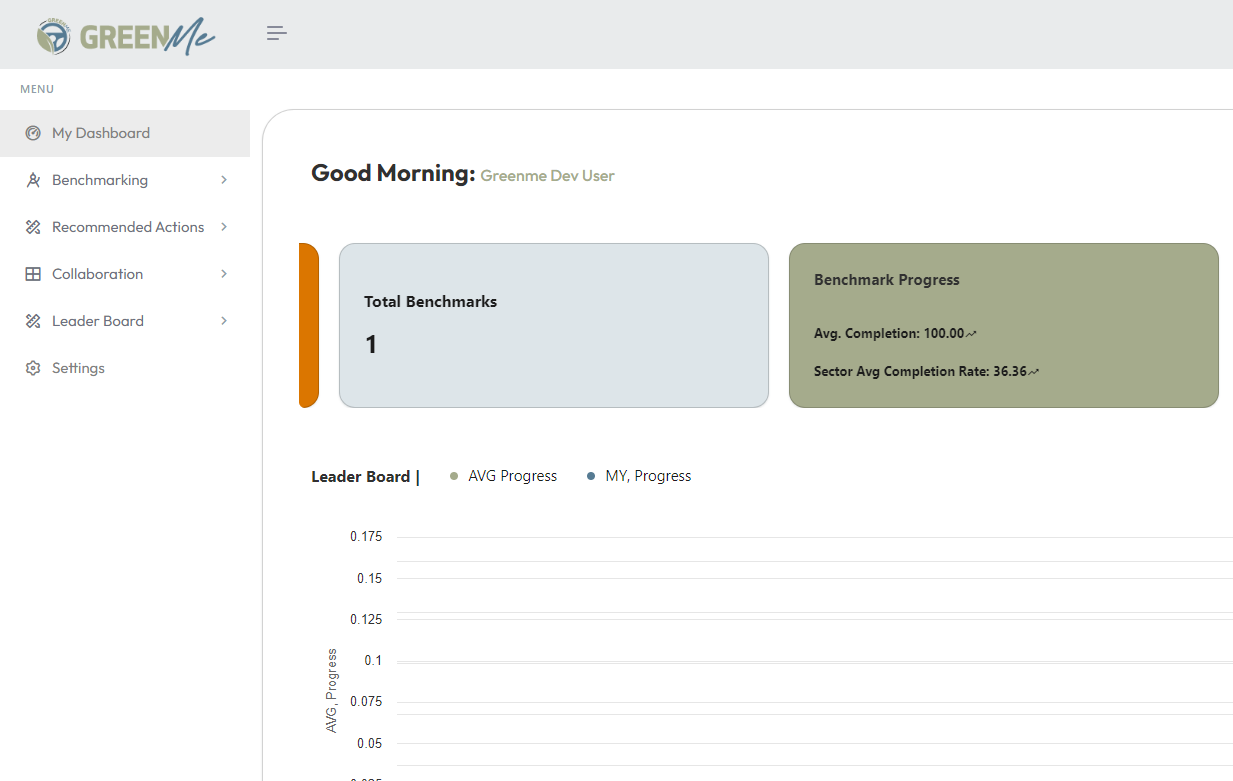 GREENMe
MENU
My Dashboard
Benchmarking
Recommended Actions
Collaboration
Leader Board
Settings
Good Morning: Greenme Dev User
Total Benchmarks
1
Benchmark Progress
Avg. Completion: 100.00
Sector Avg Completion Rate: 36.36
Leader Board |
AVG Progress
MY, Progress
0.175
0.15
0.125
0.1
0.075
0.05
AVG, Progress